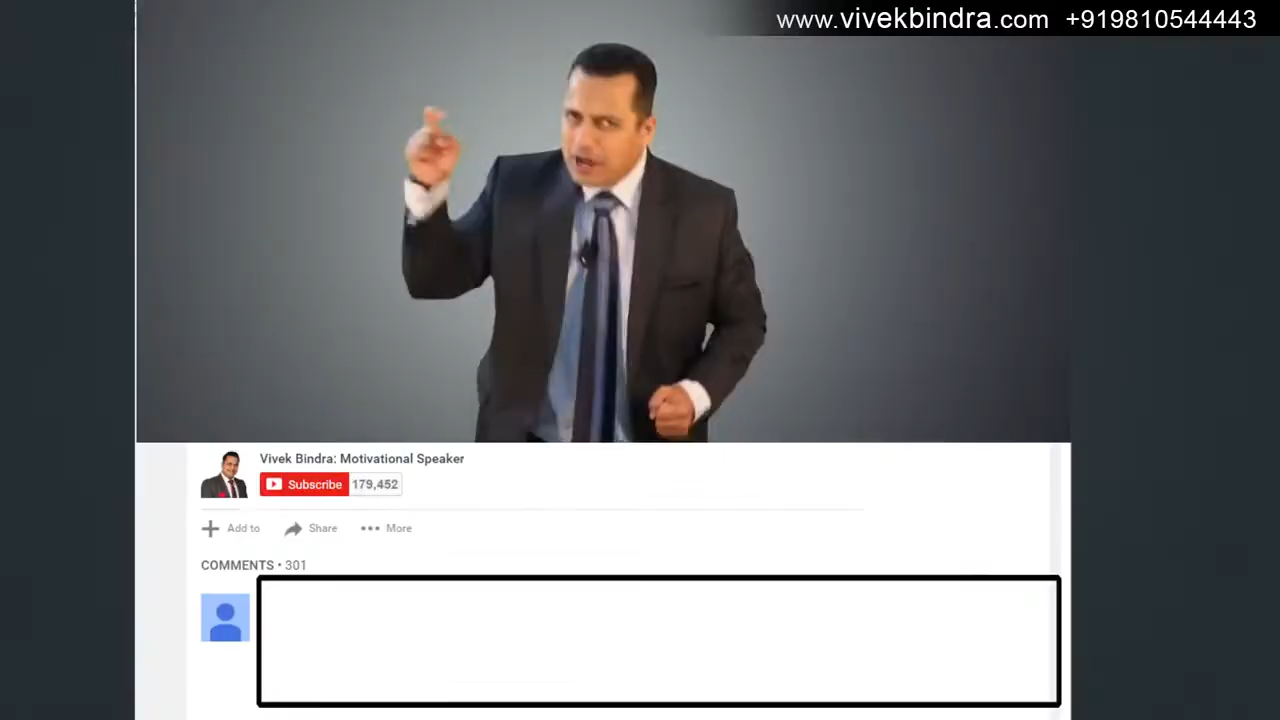 www.vivekbindra.com +919810544443
Vivek Bindra: Motivational Speaker
Subscribe 179,452
Add to Share More
COMMENTS • 301